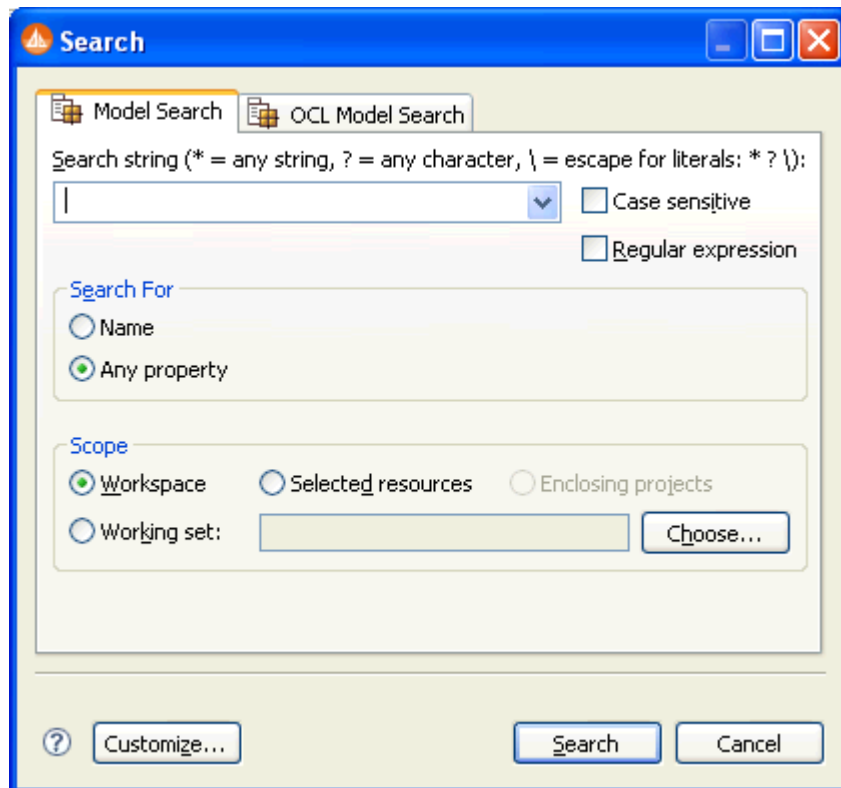 Search
Model Search OCL Model Search
Search string (* = any string, ? = any character, \ = escape for literals: * ? \):
Case sensitive
Regular expression
Search For
Name
Any property
Scope
Workspace Selected resources Enclosing projects
Working set: Choose...
? Customize... Search Cancel